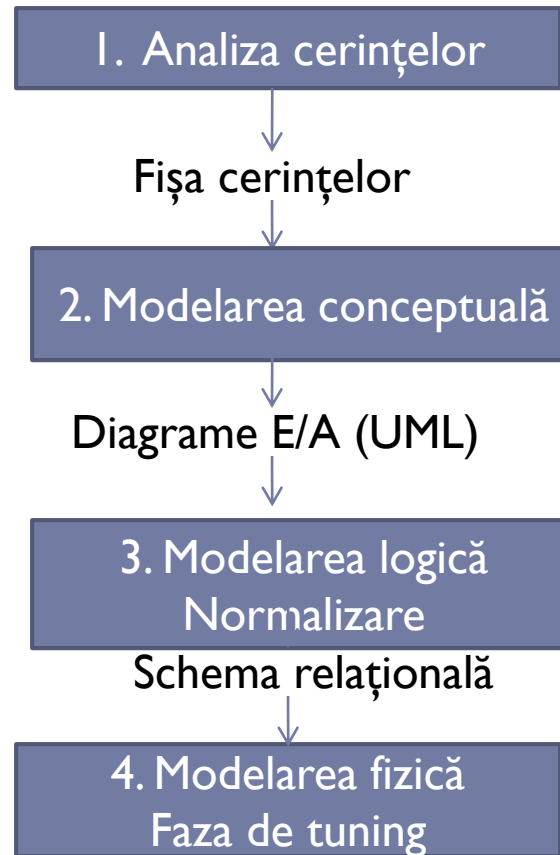 1. Analiza cerințelor
Fișa cerințelor
2. Modelarea conceptuală
Diagrame E/A (UML)
3. Modelarea logică
Normalizare
Schema relațională
4. Modelarea fizică
Faza de tuning